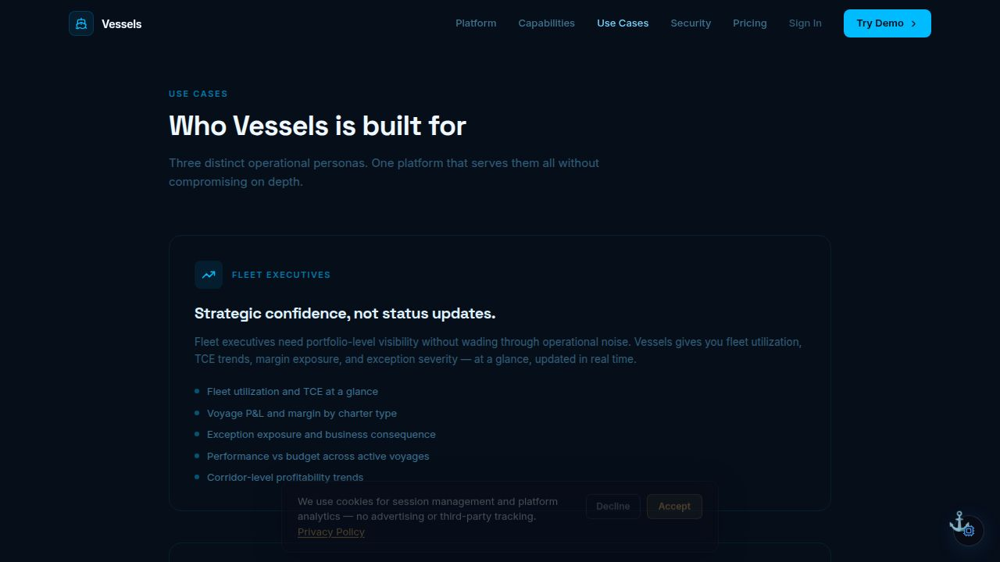 Vessels
Platform
Capabilities
Use Cases
Security
Pricing
Sign In
Try Demo
USE CASES
Who Vessels is built for
Three distinct operational personas. One platform that serves them all without
compromising on depth.
FLEET EXECUTIVES
Strategic confidence, not status updates.
Fleet executives need portfolio-level visibility without wading through operational noise. Vessels gives you fleet utilization,
TCE trends, margin exposure, and exception severity — at a glance, updated in real time.
Fleet utilization and TCE at a glance
Voyage P&L and margin by charter type
Exception exposure and business consequence
Performance vs budget across active voyages
Corridor-level profitability trends
We use cookies for session management and platform
analytics — no advertising or third-party tracking.
Privacy Policy
Decline
Accept